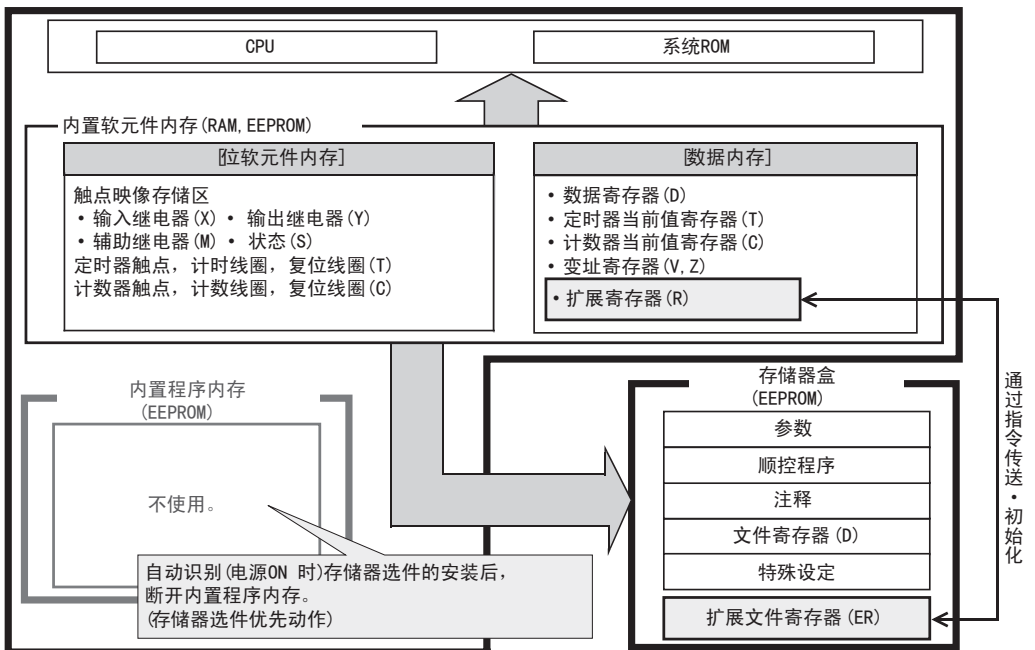 CPU
系统ROM
内置软元件内存(RAM, EEPROM)
[位软元件内存]
触点映像存储区
• 输入继电器(X) • 输出继电器(Y)
• 辅助继电器(M) • 状态(S)
定时器触点，计时线圈，复位线圈(T)
计数器触点，计数线圈，复位线圈(C)
[数据内存]
• 数据寄存器(D)
• 定时器当前值寄存器(T)
• 计数器当前值寄存器(C)
• 变址寄存器(V, Z)
• 扩展寄存器(R)
内置程序内存
(EEPROM)
不使用。
自动识别(电源ON 时)存储器选件的安装后，
断开内置程序内存。
(存储器选件优先动作)
存储器盒
(EEPROM)
参数
顺控程序
注释
文件寄存器(D)
特殊设定
扩展文件寄存器(ER)
通过指令传送・初始化